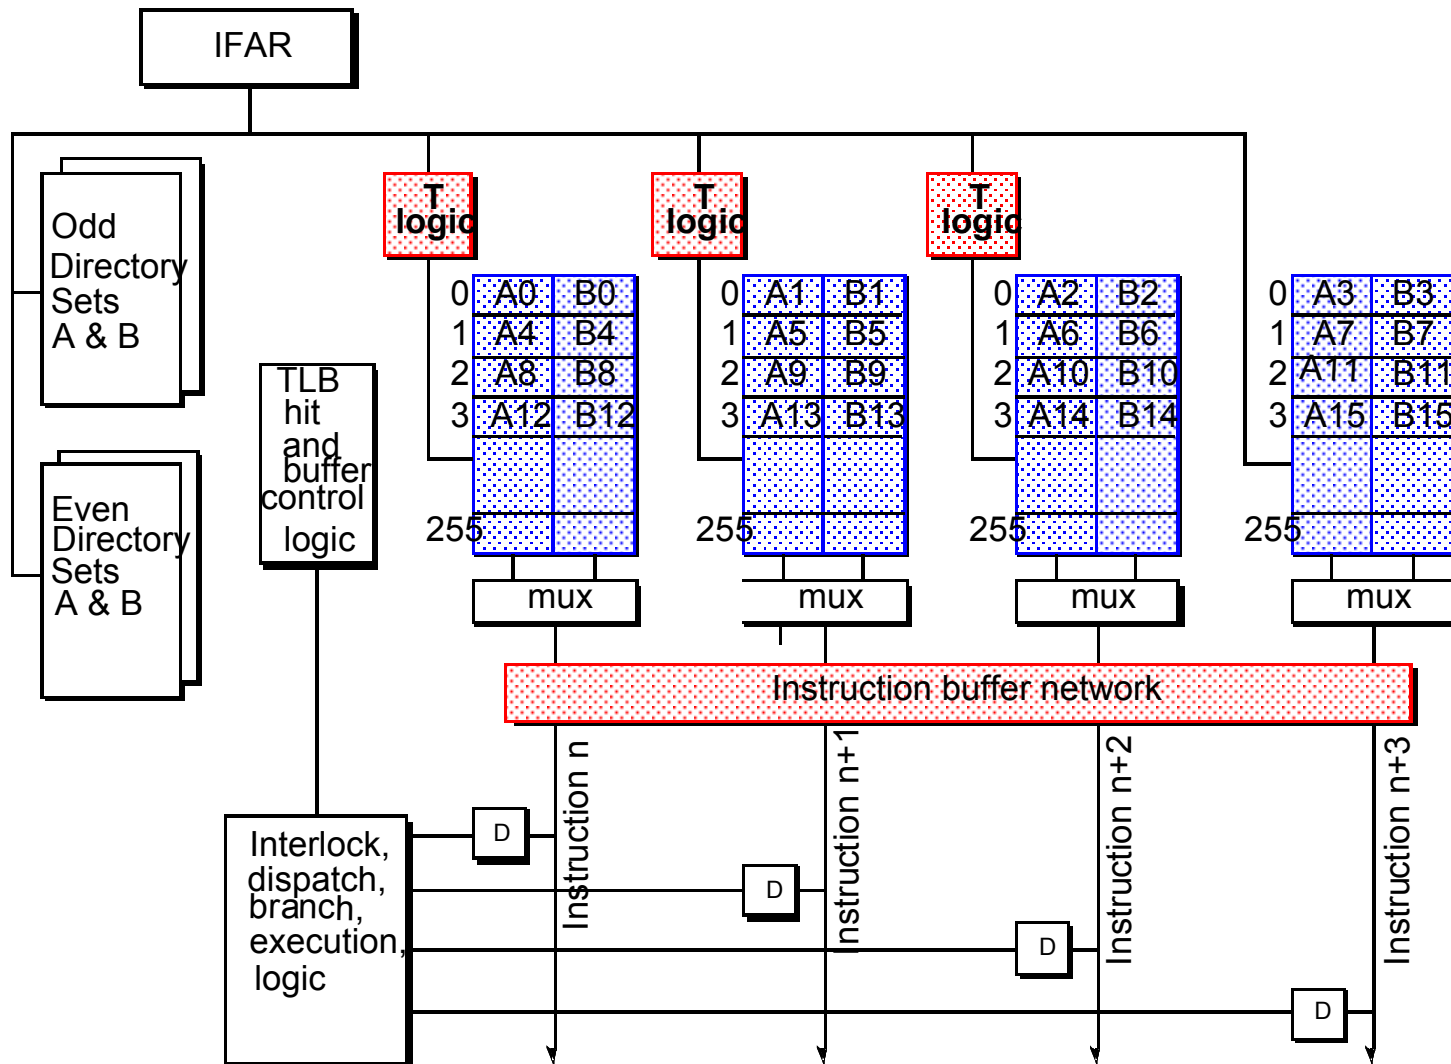 IFAR
T
logic
T
logic
T
logic
Odd
Directory
Sets
A & B
Even
Directory
Sets
A & B
TLB
hit
and
buffer
control
logic
0 A0 B0
1 A4 B4
2 A8 B8
3 A12 B12
255
0 A1 B1
1 A5 B5
2 A9 B9
3 A13 B13
255
0 A2 B2
1 A6 B6
2 A10 B10
3 A14 B14
255
0 A3 B3
1 A7 B7
2 A11 B11
3 A15 B15
255
mux
mux
mux
mux
Instruction buffer network
Instruction n
nstruction n+1
Instruction n+2
Instruction n+3
D
D
D
D
Interlock,
dispatch,
branch,
execution,
logic